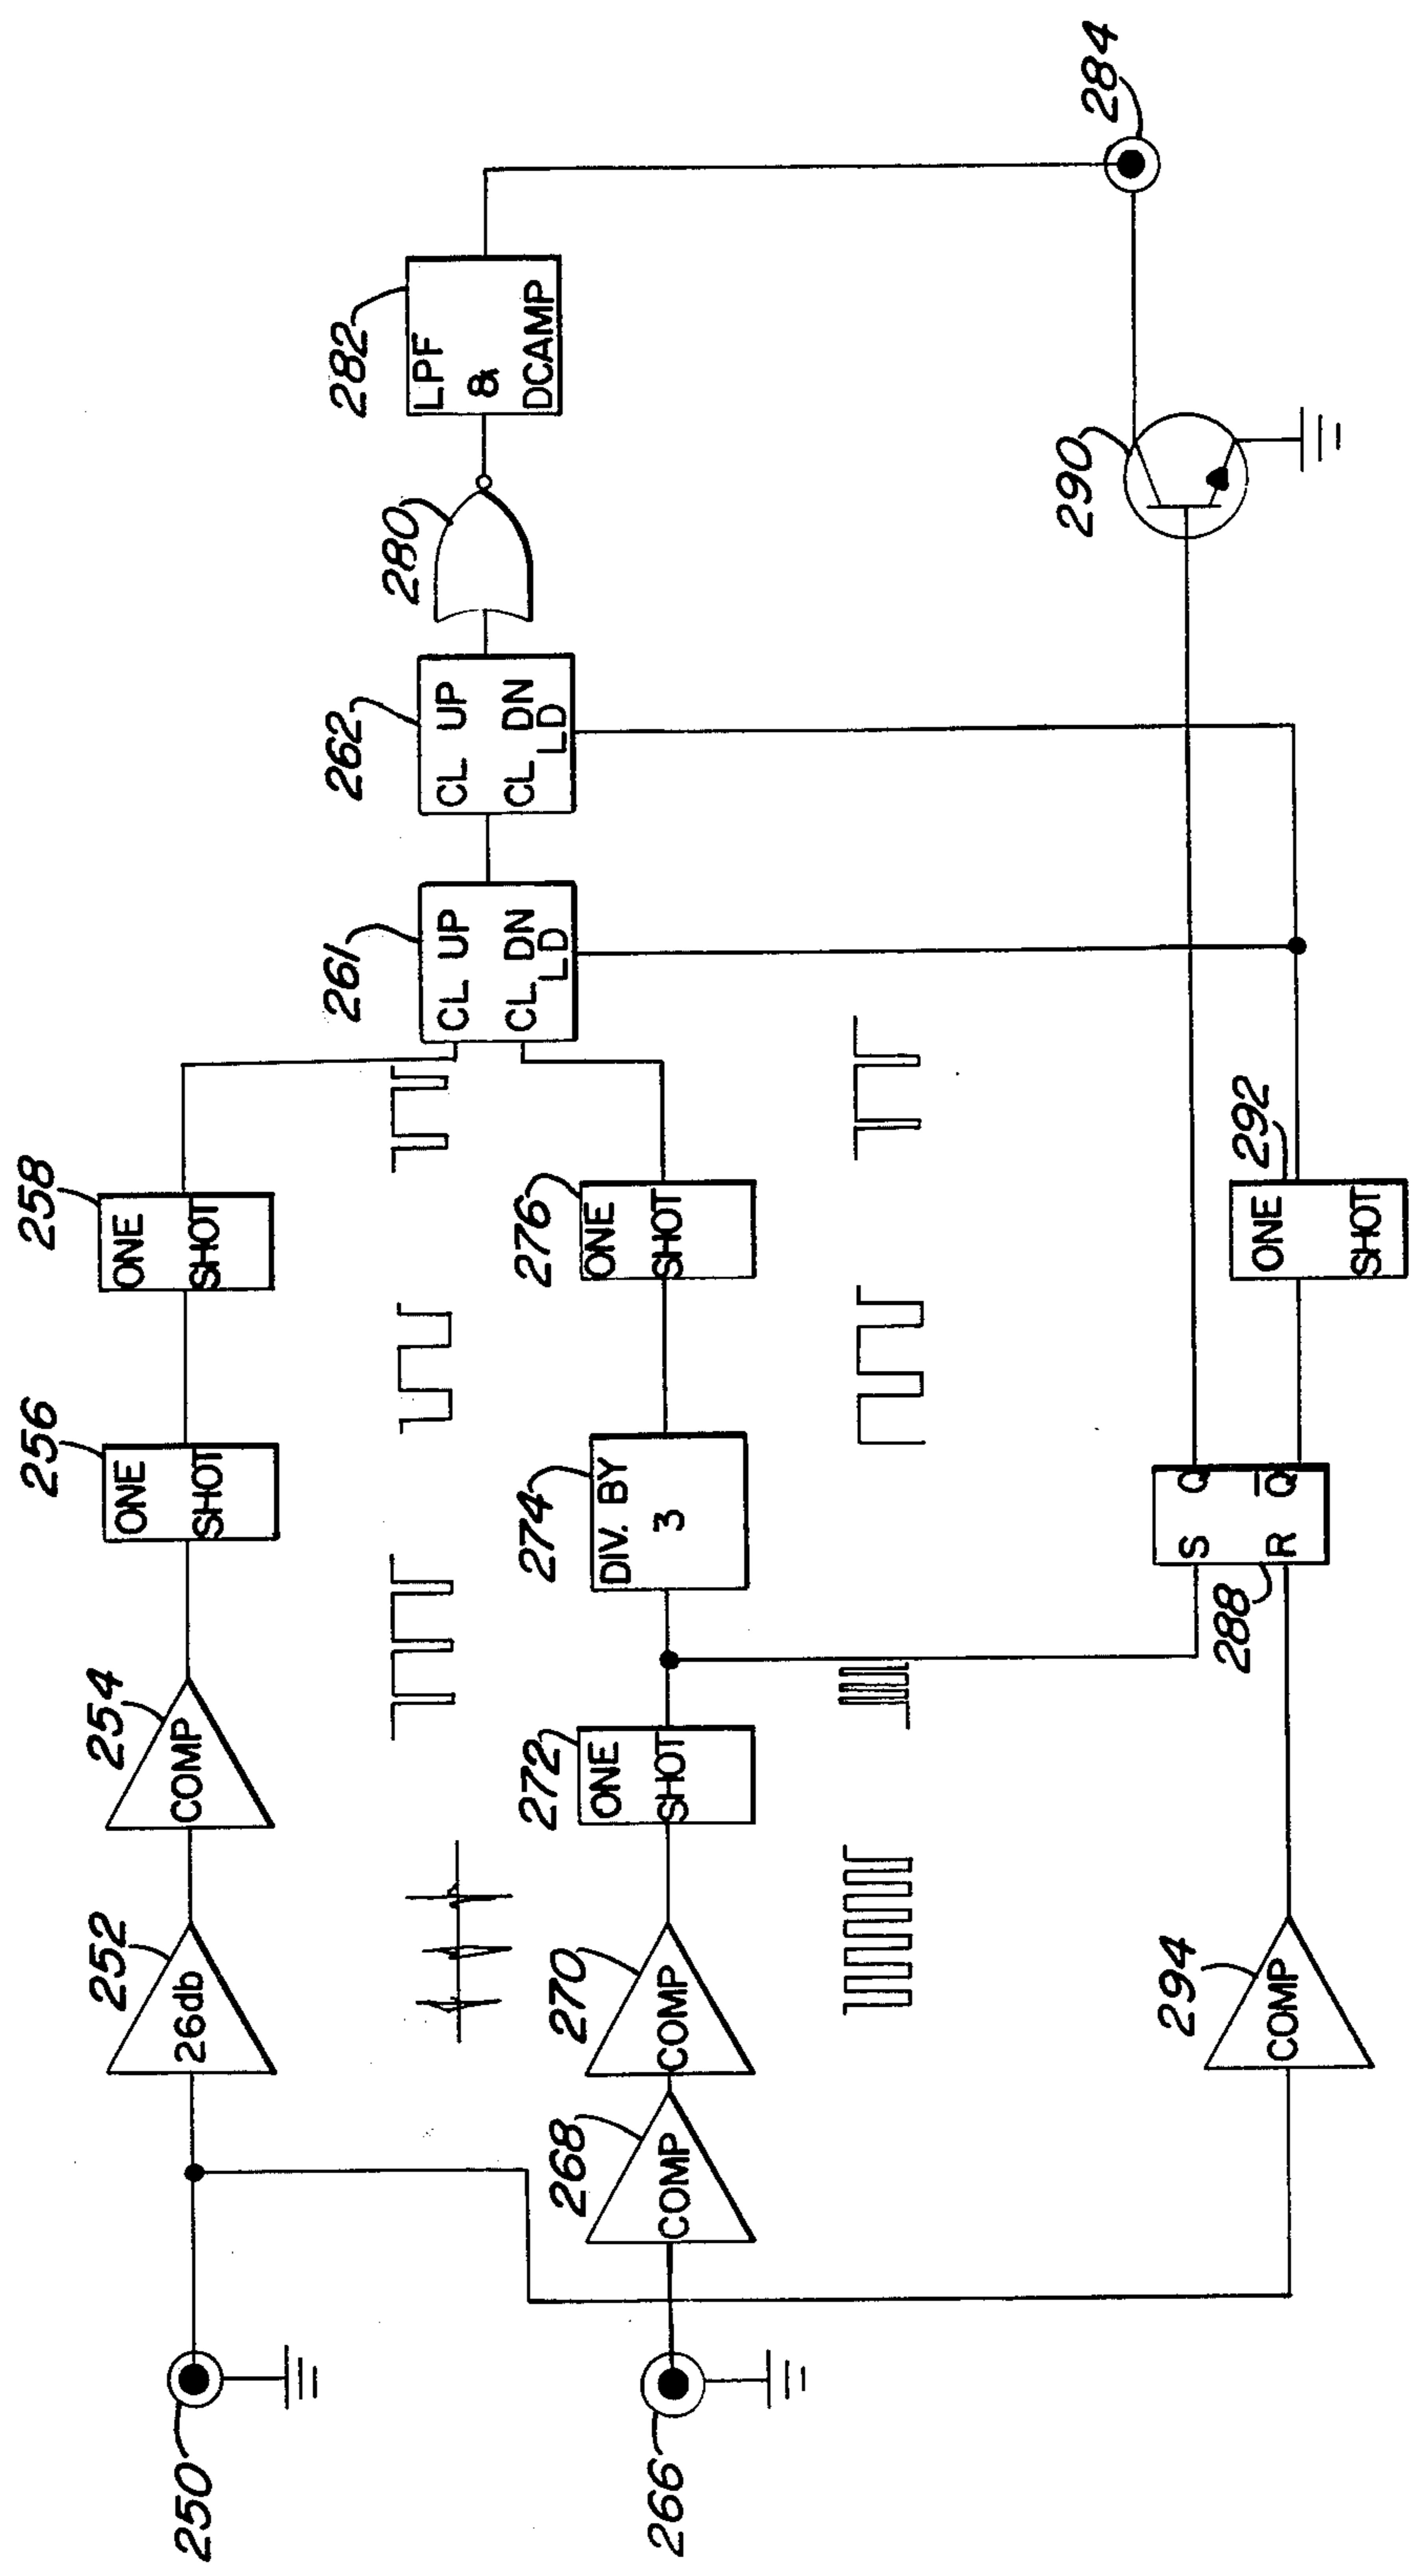 250
252
26db
254
COMP
256
ONE
SHOT
258
ONE
SHOT
261
CL UP
CL DN
LD
262
CL UP
CL DN
LD
280
282
LPF
&
DCAMP
284
266
268
COMP
270
COMP
272
ONE
SHOT
274
DIV. BY
3
276
ONE
SHOT
290
294
COMP
288
S Q
R Q̅
292
ONE
SHOT